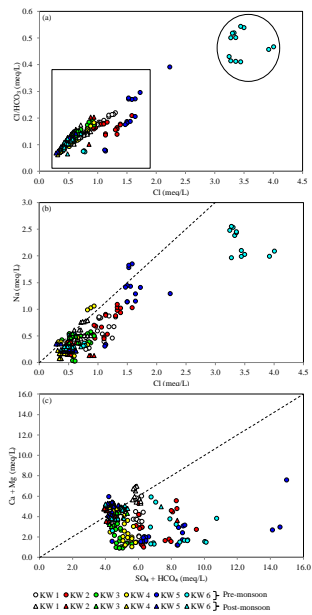 (a)
0.6
0.5
0.4
0.3
0.2
0.1
0.0
Cl/HCO₃ (meq/L)
0.0 0.5 1.0 1.5 2.0 2.5 3.0 3.5 4.0 4.5
Cl (meq/L)
(b)
3.0
2.5
2.0
1.5
1.0
0.5
0.0
Na (meq/L)
0.0 0.5 1.0 1.5 2.0 2.5 3.0 3.5 4.0 4.5
Cl (meq/L)
(c)
16.0
14.0
12.0
10.0
8.0
6.0
4.0
2.0
0.0
Ca + Mg (meq/L)
0.0 2.0 4.0 6.0 8.0 10.0 12.0 14.0 16.0
SO₄ + HCO₃ (meq/L)
KW 1 KW 2 KW 3 KW 4 KW 5 KW 6 Pre-monsoon
KW 1 KW 2 KW 3 KW 4 KW 5 KW 6 Post-monsoon